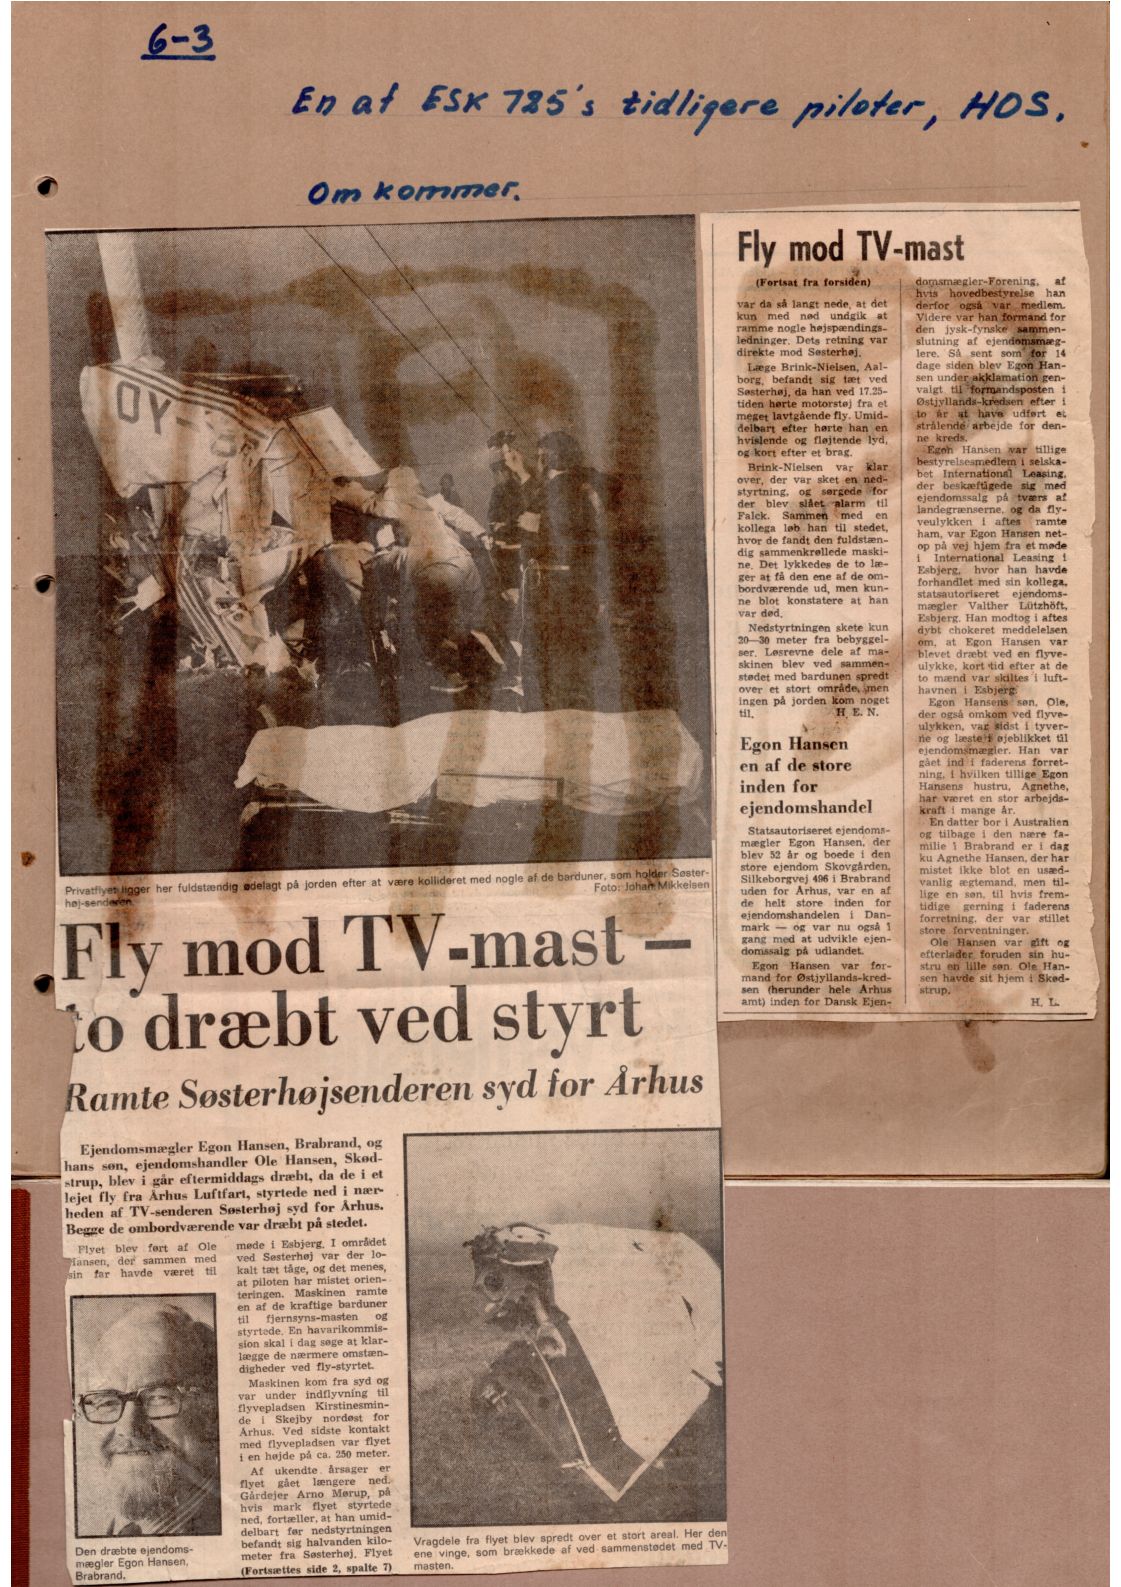 6-3
En af ESK 725's tidligere piloter, HOS.
Om kommer.
OY
Privatflyet ligger her fuldstændig ødelagt på jorden efter at være kollideret med nogle af de barduner, som holder Søster-
høj-senderen.
Foto: Johan Mikkelsen
Fly mod TV-mast —
to dræbt ved styrt
Ramte Søsterhøjsenderen syd for Århus
Ejendomsmægler Egon Hansen, Brabrand, og
hans søn, ejendomshandler Ole Hansen, Skød-
strup, blev i går eftermiddags dræbt, da de i et
lejet fly fra Århus Luftfart, styrtede ned i nær-
heden af TV-senderen Søsterhøj syd for Århus.
Begge de ombordværende var dræbt på stedet.
Flyet blev ført af Ole
Hansen, der sammen med
sin far havde været til
Den dræbte ejendoms-
mægler Egon Hansen,
Brabrand.
møde i Esbjerg. I området
ved Søsterhøj var der lo-
kalt tæt tåge, og det menes,
at piloten har mistet orien-
teringen. Maskinen ramte
en af de kraftige barduner
til fjernsyns-masten og
styrtede. En havarikommis-
sion skal i dag søge at klar-
lægge de nærmere omstæn-
digheder ved fly-styrtet.
Maskinen kom fra syd og
var under indflyvning til
flyvepladsen Kirstinesmin-
de i Skejby nordøst for
Århus. Ved sidste kontakt
med flyvepladsen var flyet
i en højde på ca. 250 meter.
Af ukendte årsager er
flyet gået længere ned.
Gårdejer Arno Mørup, på
hvis mark flyet styrtede
ned, fortæller, at han umid-
delbart før nedstyrtningen
befandt sig halvanden kilo-
meter fra Søsterhøj. Flyet
(Fortsættes side 2, spalte 7)
Vragdele fra flyet blev spredt over et stort areal. Her den
ene vinge, som brækkede af ved sammenstødet med TV-
masten.
Fly mod TV-mast
(Fortsat fra forsiden)
var da så langt nede, at det
kun med nød undgik at
ramme nogle højspændings-
ledninger. Dets retning var
direkte mod Søsterhøj.
Læge Brink-Nielsen, Aal-
borg, befandt sig tæt ved
Søsterhøj, da han ved 17.25-
tiden hørte motorstøj fra et
meget lavtgående fly. Umid-
delbart efter hørte han en
hvislende og fløjtende lyd,
og kort efter et brag.
Brink-Nielsen var klar
over, der var sket en ned-
styrtning, og sørgede for
der blev slået alarm til
Falck. Sammen med en
kollega løb han til stedet,
hvor de fandt den fuldstæn-
dig sammenkrøllede maski-
ne. Det lykkedes de to læ-
ger at få den ene af de om-
bordværende ud, men kun-
ne blot konstatere at han
var død.
Nedstyrtningen skete kun
20—30 meter fra bebyggel-
ser. Løsrevne dele af ma-
skinen blev ved sammen-
stødet med bardunen spredt
over et stort område, men
ingen på jorden kom noget
til. H. E. N.
Egon Hansen
en af de store
inden for
ejendomshandel
Statsautoriseret ejendoms-
mægler Egon Hansen, der
blev 52 år og boede i den
store ejendom Skovgården,
Silkeborgvej 496 i Brabrand
uden for Århus, var en af
de helt store inden for
ejendomshandelen i Dan-
mark — og var nu også i
gang med at udvikle ejen-
domssalg på udlandet.
Egon Hansen var for-
mand for Østjyllands-kred-
sen (herunder hele Århus
amt) inden for Dansk Ejen-
domsmægler-Forening, af
hvis hovedbestyrelse han
derfor også var medlem.
Videre var han formand for
den jysk-fynske sammen-
slutning af ejendomsmæg-
lere. Så sent som for 14
dage siden blev Egon Han-
sen under akklamation gen-
valgt til formandsposten i
Østjyllands-kredsen efter i
to år at have udført et
strålende arbejde for den-
ne kreds.
Egon Hansen var tillige
bestyrelsesmedlem i selska-
bet International Leasing,
der beskæftigede sig med
ejendomssalg på tværs af
landegrænserne, og da fly-
veulykken i aftes ramte
ham, var Egon Hansen net-
op på vej hjem fra et møde
i International Leasing i
Esbjerg, hvor han havde
forhandlet med sin kollega,
statsautoriseret ejendoms-
mægler Valther Lützhöft,
Esbjerg. Han modtog i aftes
dybt chokeret meddelelsen
om, at Egon Hansen var
blevet dræbt ved en flyve-
ulykke, kort tid efter at de
to mænd var skiltes i luft-
havnen i Esbjerg.
Egon Hansens søn, Ole,
der også omkom ved flyve-
ulykken, var sidst i tyver-
ne og læste i øjeblikket til
ejendomsmægler. Han var
gået ind i faderens forret-
ning, i hvilken tillige Egon
Hansens hustru, Agnethe,
har været en stor arbejds-
kraft i mange år.
En datter bor i Australien
og tilbage i den nære fa-
milie i Brabrand er i dag
ku Agnethe Hansen, der har
mistet ikke blot en usæd-
vanlig ægtemand, men til-
lige en søn, til hvis frem-
tidige gerning i faderens
forretning, der var stillet
store forventninger.
Ole Hansen var gift og
efterlader foruden sin hu-
stru en lille søn. Ole Han-
sen havde sit hjem i Skød-
strup.
H. L.